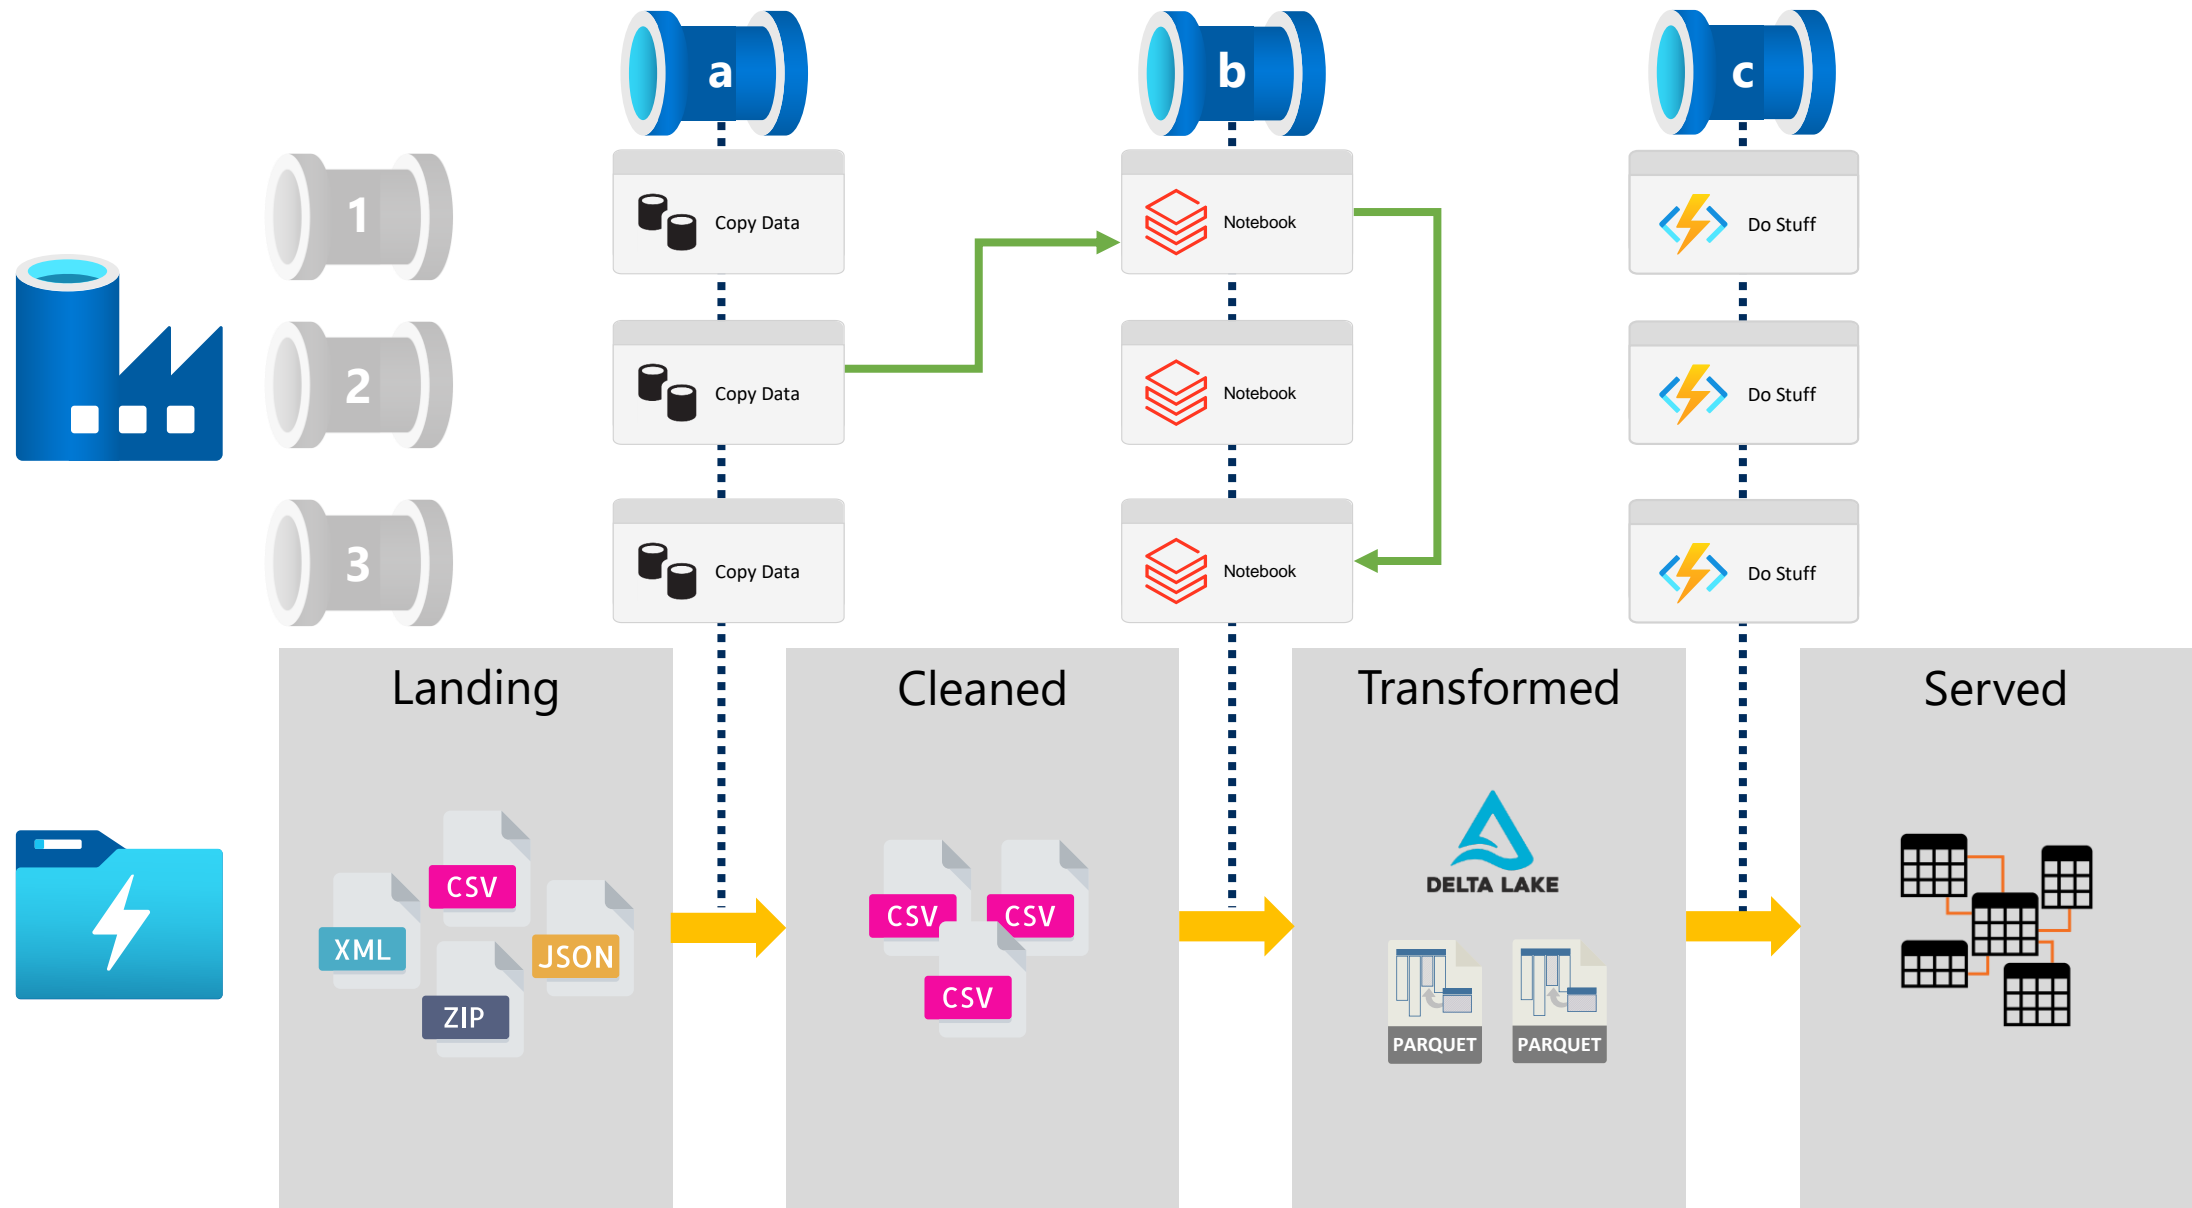 a
b
c
1
Copy Data
Notebook
Do Stuff
2
Copy Data
Notebook
Do Stuff
3
Copy Data
Notebook
Do Stuff
Landing
Cleaned
Transformed
Served
CSV
XML
JSON
ZIP
CSV
CSV
CSV
DELTA LAKE
PARQUET
PARQUET